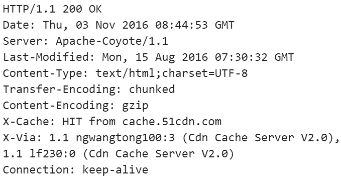 HTTP/1.1 200 OK
Date: Thu, 03 Nov 2016 08:44:53 GMT
Server: Apache-Coyote/1.1
Last-Modified: Mon, 15 Aug 2016 07:30:32 GMT
Content-Type: text/html;charset=UTF-8
Transfer-Encoding: chunked
Content-Encoding: gzip
X-Cache: HIT from cache.51cdn.com
X-Via: 1.1 ngwangtong100:3 (Cdn Cache Server V2.0),
1.1 lf230:0 (Cdn Cache Server V2.0)
Connection: keep-alive